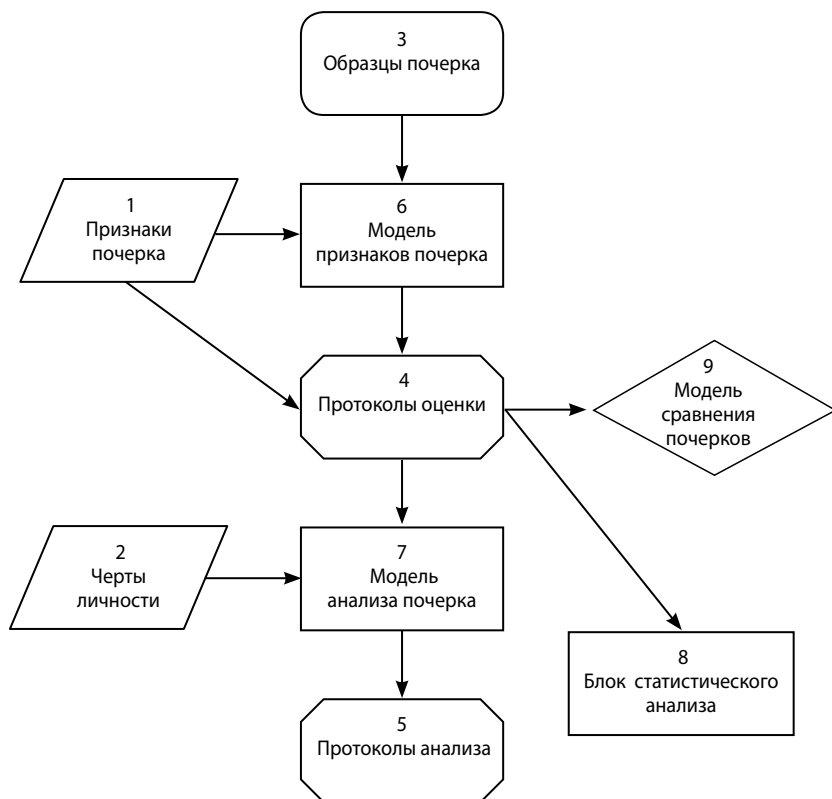 3
Образцы почерка
1
Признаки
почерка
6
Модель
признаков почерка
4
Протоколы оценки
9
Модель
сравнения
почерков
2
Черты
личности
7
Модель
анализа почерка
8
Блок статистического
анализа
5
Протоколы анализа